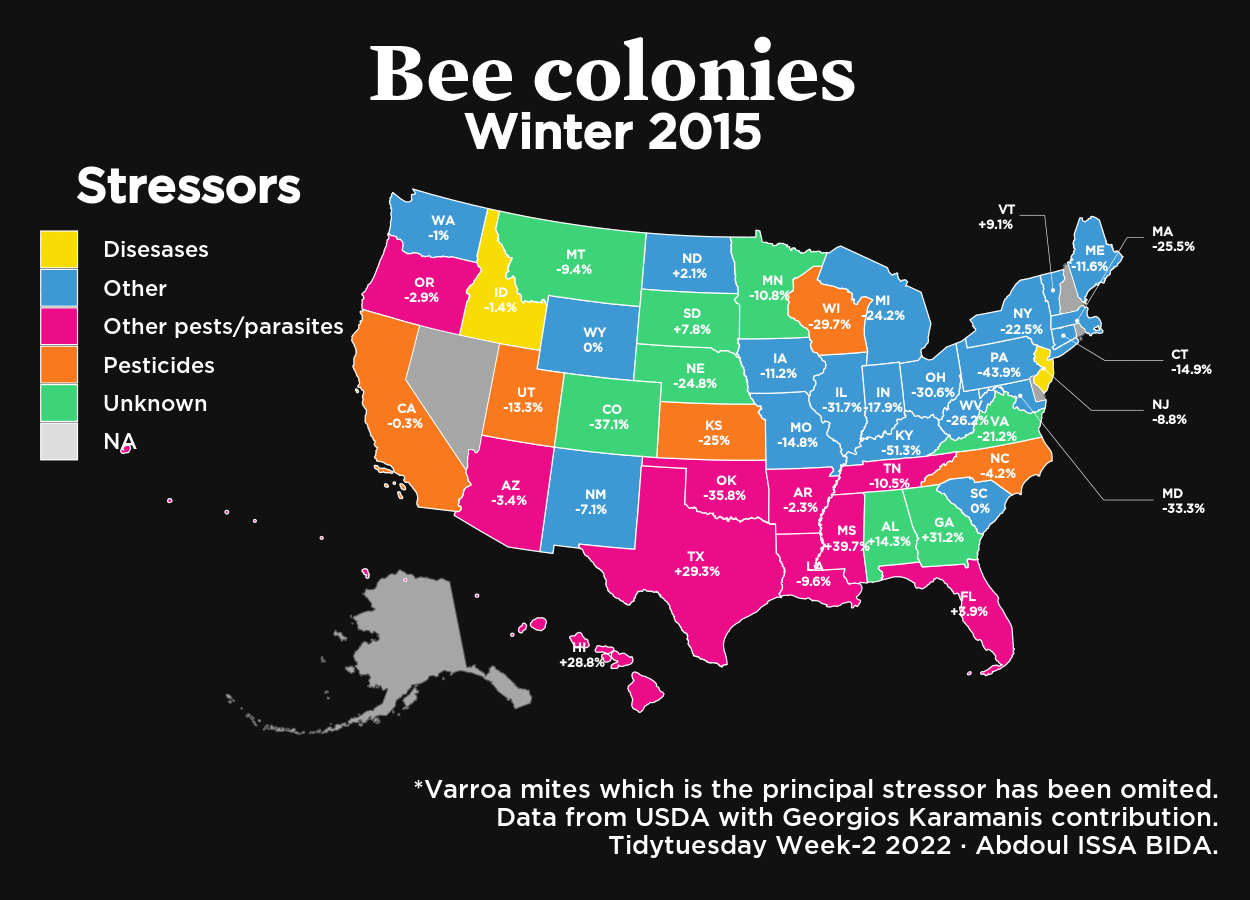 Bee colonies
Winter 2015
Stressors
Disesases
Other
Other pests/parasites
Pesticides
Unknown
NA
WA
-1%
OR
-2.9%
ID
-1.4%
MT
-9.4%
ND
+2.1%
MN
-10.8%
WI
-29.7%
MI
-24.2%
VT
+9.1%
ME
-11.6%
MA
-25.5%
NY
-22.5%
CT
-14.9%
NJ
-8.8%
MD
-33.3%
PA
-43.9%
WY
0%
SD
+7.8%
NE
-24.8%
IA
-11.2%
IL
-31.7%
IN
-17.9%
OH
-30.6%
WV
-26.2%
VA
-21.2%
CA
-0.3%
UT
-13.3%
CO
-37.1%
KS
-25%
MO
-14.8%
KY
-51.3%
NC
-4.2%
TN
-10.5%
SC
0%
AZ
-3.4%
NM
-7.1%
OK
-35.8%
AR
-2.3%
MS
+39.7%
AL
+14.3%
GA
+31.2%
TX
+29.3%
LA
-9.6%
FL
+3.9%
HI
+28.8%
*Varroa mites which is the principal stressor has been omited.
Data from USDA with Georgios Karamanis contribution.
Tidytuesday Week-2 2022 · Abdoul ISSA BIDA.